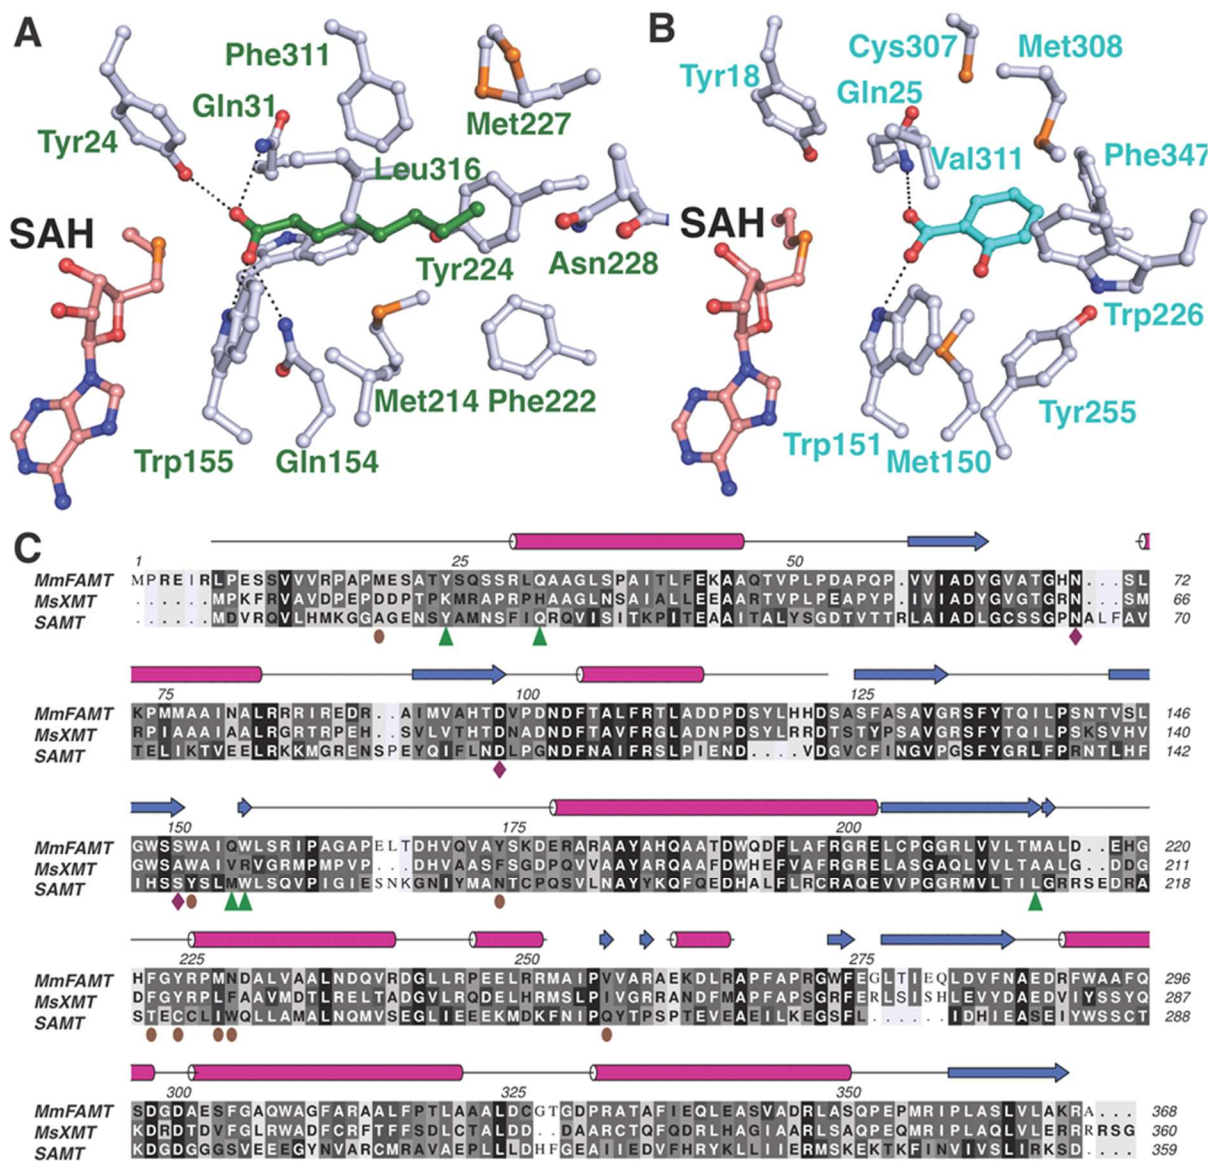 A
Phe311
Gln31
Tyr24
Met227
Leu316
SAH
Tyr224
Asn228
Met214 Phe222
Trp155
Gln154
B
Cys307
Met308
Tyr18
Gln25
Val311
Phe347
SAH
Trp226
Tyr255
Trp151
Met150
C
1 25 50
MmFAMT MPREIRLPESSVVVRPAPMESATYSQSSRLQAAGLSPAITLFEKAAQTVPLPDAPQP.VVIADYGVATGHN...SL 72
MsXMT ......MPKFRVAVDPEPDDPTPKMRAPRPHAAGLNSAIALLEEAARTVPLPEAPYP.IVIADYGVGTGRN...SM 66
SAMT ......MDVRQVLHMKGGAGENSYAMNSFIQRQVISITKPITEAAITALYSGDTVTTRLAIADLGCSSGPNALFAV 70
75 100 125
MmFAMT KPMMAAINALRRRIREDR..AIMVAHTDVPDNDFTALFRTLADDPDSYLHHDSASFASAVGRSFYTQILPSNTVSL 146
MsXMT RPIAAAIAALRGRTRPEH..SVLVTHTDNADNDFTAVFRGLADNPDSYLRRDTSTYPSAVGRSFYTQILPSKSVHV 140
SAMT TELIKTVEELRKKMGRENSPEYQIFLNDLPGNDFNAIFRSLPIEND....VDGVCFINGVPGSFYGRLFPRNTLHF 142
150 175 200
MmFAMT GWSSWAIQWLSRIPAGAPELTDHVQVAYSKDERARAAYAHQAATDWQDFLAFRGRELCPGGRLVVLTMALD..EHG 220
MsXMT GWSAWAIVRVGRMPMPVP...DHVAASFSGDPQVVAAYARQAAFDWHEFVAFRGRELASGAQLVVLTAALG..DDG 211
SAMT IHSSYSLMWLSQVPIGIESNKGNIYMANTCPQSVLNAYYKQFQEDHALFLRCRAQEVVPGGRMVLTILGRRSEDRA 218
225 250 275
MmFAMT HFGYRPMNDALVAALNDQVRDGLLRPEELRRMAIPVVARAEKDLRAPFAPRGWFEGLTIEQLDVFNAEDRFWAAFQ 296
MsXMT DFGYRPLFAAVMDTLRELTADGVLRQDELHRMSLPIVGRRANDFMAPFAPSGRFERLSISHLEVYDAEDVIYSSYQ 287
SAMT STECCLIWQLLAMALNQMVSEGLIEEEKMDKFNIPQYTPSPTEVEAEILKEGSFL......IDHIEASEIYWSSCT 288
300 325 350
MmFAMT SDGDAESFGAQWAGFARAALFPTLAAALDCGTGDPRATAFIEQLEASVADRLASQPEPMRIPLASLVLAKRA... 368
MsXMT KDRDTDVFGLRWADFCRFTFFSDLCTALDD..DAARCTQFQDRLHAGIAARLSAQPEQMRIPLAQLVLERRRRSG 360
SAMT KDGDGGGSVEEEGYNVARCMRAVAEPLLLDHFGEAIIEDVFHRYKLLIIERMSKEKTKFINVIVSLIRKSD.... 359